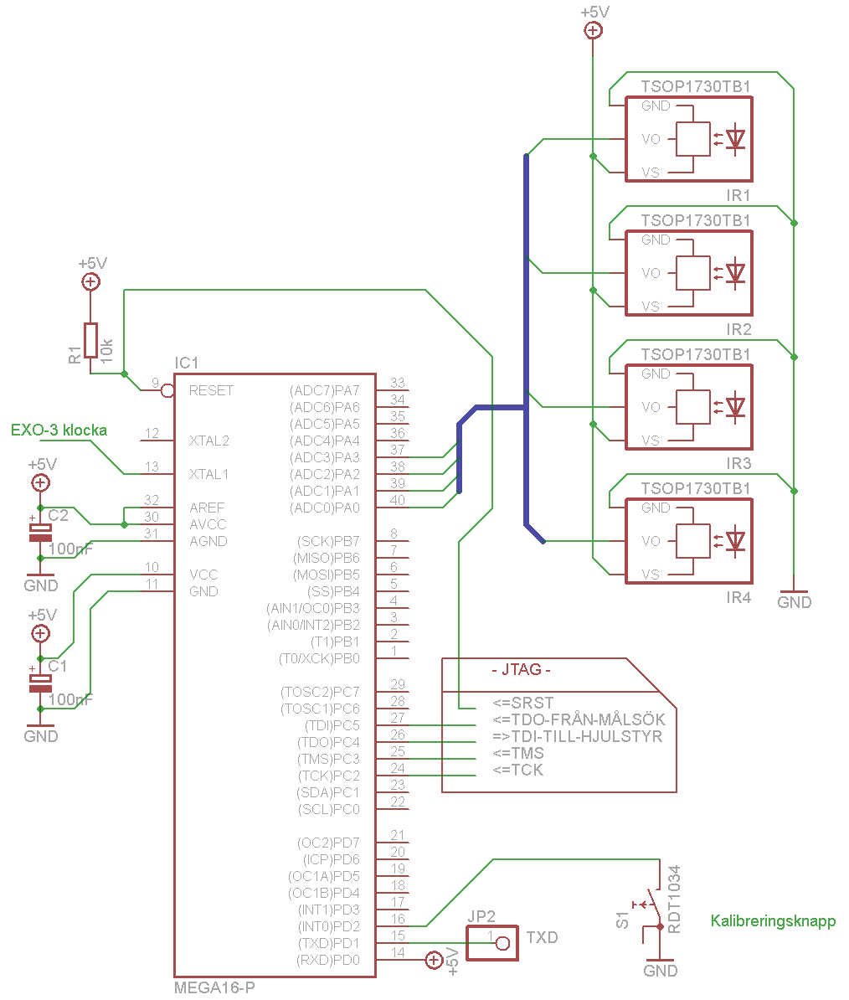 +5V
TSOP1730TB1
GND
VO
VS
IR1
TSOP1730TB1
GND
VO
VS
IR2
TSOP1730TB1
GND
VO
VS
IR3
TSOP1730TB1
GND
VO
VS
IR4
GND
+5V
R1
10k
EXO-3 klocka
+5V
C2
+
100nF
GND
+5V
C1
+
100nF
GND
IC1
9 RESET
12 XTAL2
13 XTAL1
32 AREF
30 AVCC
31 AGND
10 VCC
11 GND
(ADC7)PA7 33
(ADC6)PA6 34
(ADC5)PA5 35
(ADC4)PA4 36
(ADC3)PA3 37
(ADC2)PA2 38
(ADC1)PA1 39
(ADC0)PA0 40
(SCK)PB7 8
(MISO)PB6 7
(MOSI)PB5 6
(SS)PB4 5
(AIN1/OC0)PB3 4
(AIN0/INT2)PB2 3
(T1)PB1 2
(T0/XCK)PB0 1
(TOSC2)PC7 29
(TOSC1)PC6 28
(TDI)PC5 27
(TDO)PC4 26
(TMS)PC3 25
(TCK)PC2 24
(SDA)PC1 23
(SCL)PC0 22
(OC2)PD7 21
(ICP)PD6 20
(OC1A)PD5 19
(OC1B)PD4 18
(INT1)PD3 17
(INT0)PD2 16
(TXD)PD1 15
(RXD)PD0 14
MEGA16-P
- JTAG -
<=SRST
<=TDO-FRÅN-MÅLSÖK
=>TDI-TILL-HJULSTYR
<=TMS
<=TCK
+5V
JP2
1
TXD
S1
RDT1034
GND
Kalibreringsknapp